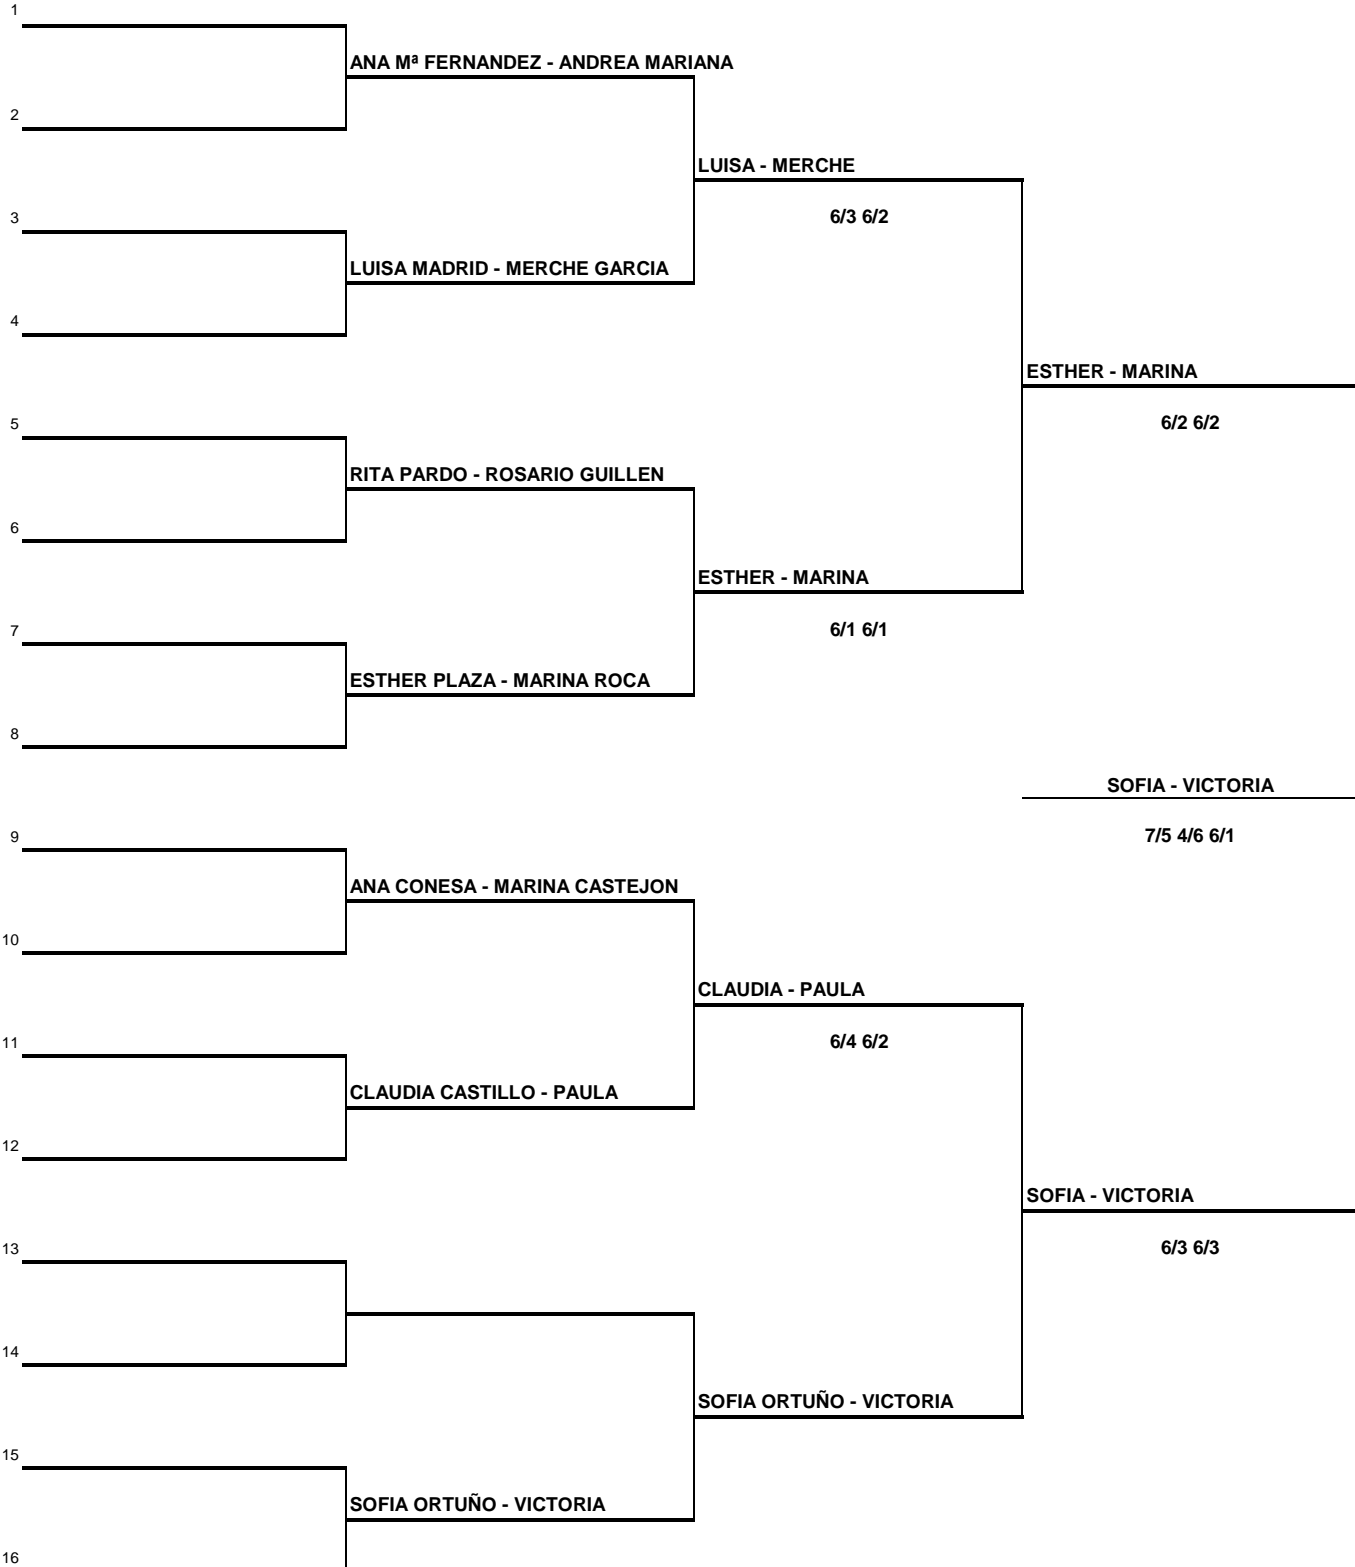 1
ANA Mª FERNANDEZ - ANDREA MARIANA
2
LUISA - MERCHE
3
6/3 6/2
LUISA MADRID - MERCHE GARCIA
4
ESTHER - MARINA
5
6/2 6/2
RITA PARDO - ROSARIO GUILLEN
6
ESTHER - MARINA
7
6/1 6/1
ESTHER PLAZA - MARINA ROCA
8
SOFIA - VICTORIA
9
7/5 4/6 6/1
ANA CONESA - MARINA CASTEJON
10
CLAUDIA - PAULA
11
6/4 6/2
CLAUDIA CASTILLO - PAULA
12
SOFIA - VICTORIA
13
6/3 6/3
14
SOFIA ORTUÑO - VICTORIA
15
SOFIA ORTUÑO - VICTORIA
16